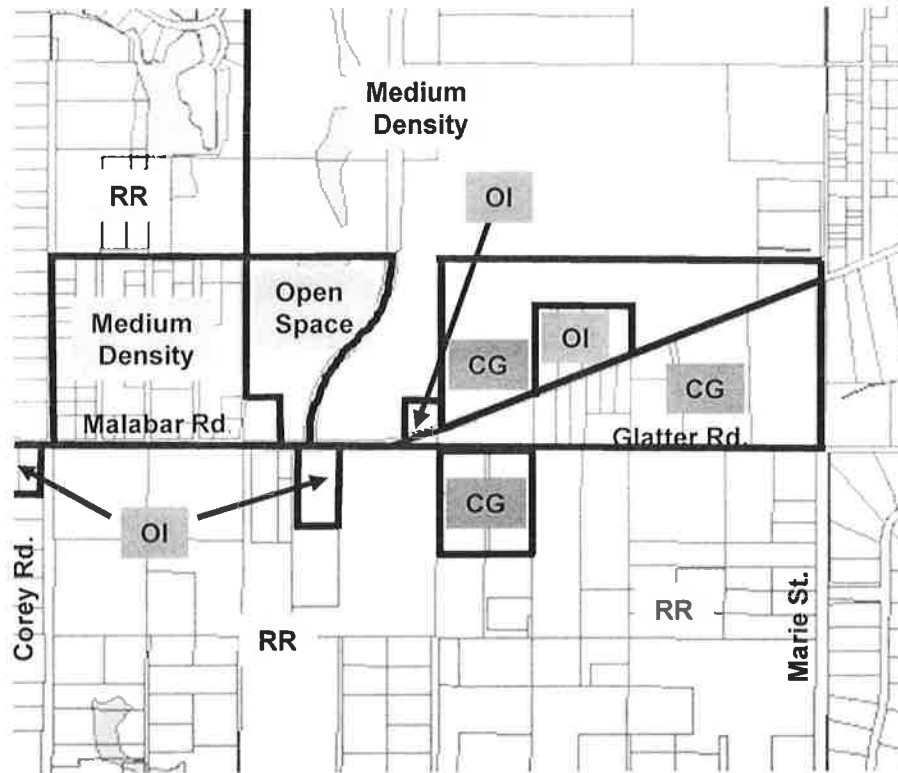 Medium
Density
RR
OI
Open
Space
Medium
Density
OI
CG
CG
Malabar Rd.
Glatter Rd.
CG
OI
Corey Rd.
RR
RR
Marie St.